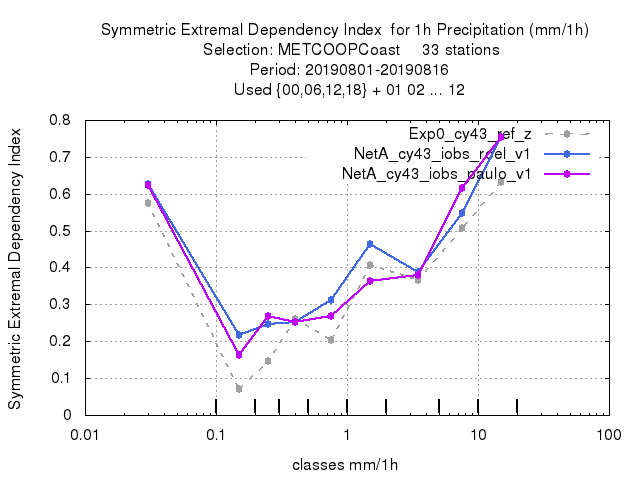 Symmetric Extremal Dependency Index  for 1h Precipitation (mm/1h)
Selection: METCOOPCoast     33 stations
Period: 20190801-20190816
Used {00,06,12,18} + 01 02 ... 12
Symmetric Extremal Dependency Index
0.8
0.7
0.6
0.5
0.4
0.3
0.2
0.1
0
Exp0_cy43_ref_z
NetA_cy43_iobs_roel_v1
NetA_cy43_iobs_paulo_v1
0.01
0.1
1
10
100
classes mm/1h